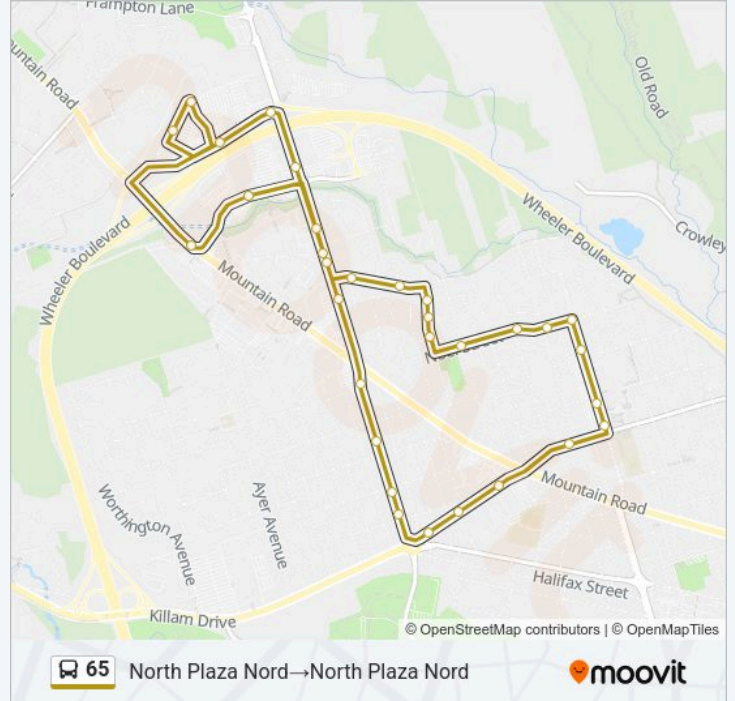 Frampton Lane
Mountain Road
Old Road
Wheeler Boulevard
Crowley
Wheeler Boulevard
Mountain Road
Mountain Road
Worthington Avenue
Ayer Avenue
Halifax Street
Killam Drive
© OpenStreetMap contributors | © OpenMapTiles
65 North Plaza Nord→North Plaza Nord
moovit